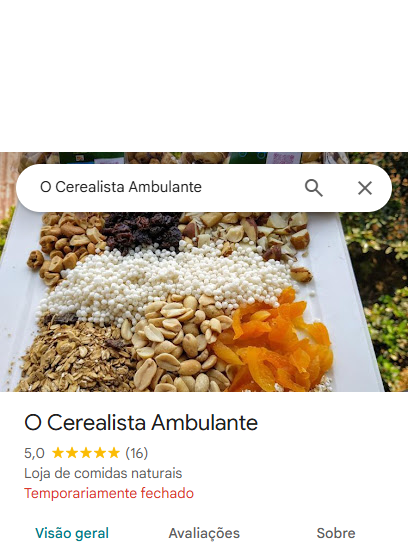 O Cerealista Ambulante
O Cerealista Ambulante
5,0 ★★★★★ (16)
Loja de comidas naturais
Temporariamente fechado
Visão geral Avaliações Sobre